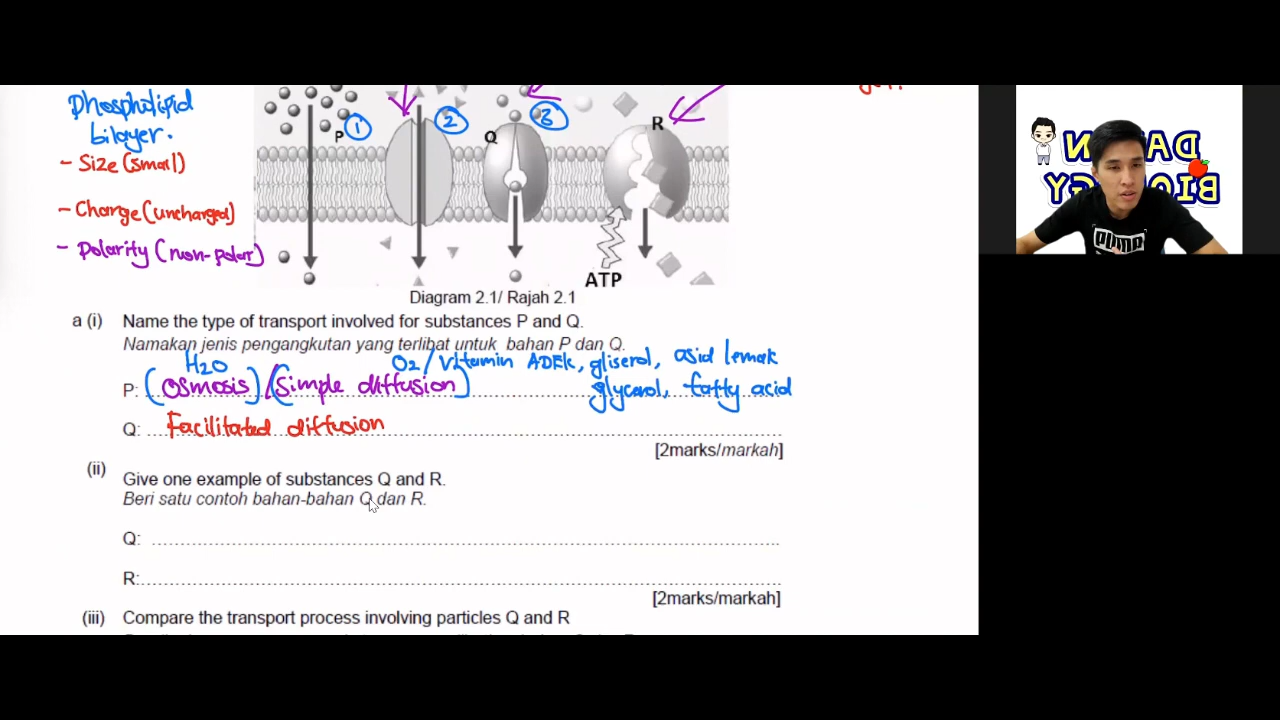 phospholipid
bilayer.
- Size (small)
- Charge (uncharged)
- Polarity (non-polar)
P 1 2 Q 3 R
ATP
Diagram 2.1/ Rajah 2.1
a (i) Name the type of transport involved for substances P and Q.
Namakan jenis pengangkutan yang terlibat untuk bahan P dan Q.
H2O O2 / Vitamin ADEK, gliserol, asid lemak
P: (osmosis) / (Simple diffusion) glycerol, fatty acid
Q: Facilitated diffusion
[2marks/markah]
(ii) Give one example of substances Q and R.
Beri satu contoh bahan-bahan Q dan R.
Q:
R:
[2marks/markah]
(iii) Compare the transport process involving particles Q and R
puma